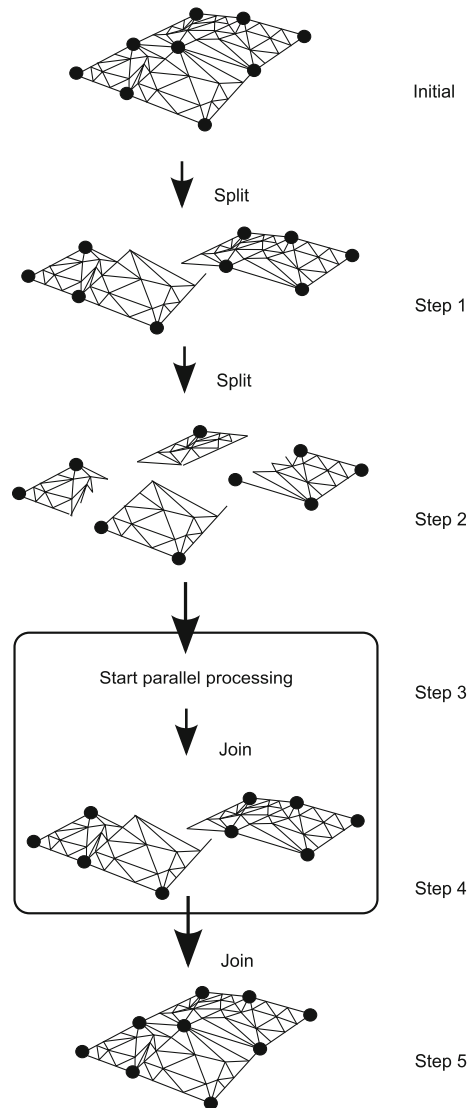 Initial
Split
Step 1
Split
Step 2
Start parallel processing
Step 3
Join
Step 4
Join
Step 5